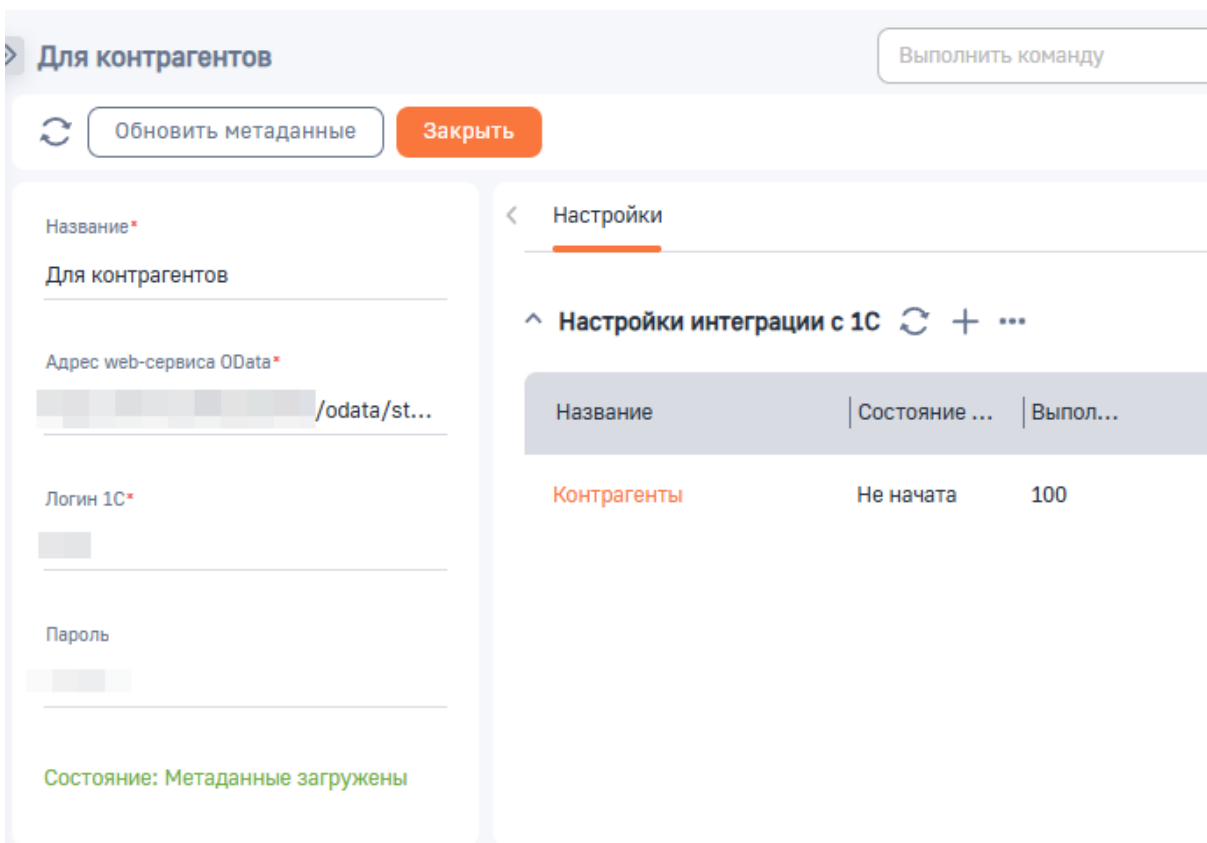 Для контрагентов
Выполнить команду
Обновить метаданные
Закрыть
Название*
Для контрагентов
Адрес web-сервиса OData*
/odata/st...
Логин 1С*
Пароль
Состояние: Метаданные загружены
Настройки
Настройки интеграции с 1С
Название
Состояние ...
Выпол...
Контрагенты
Не начата
100